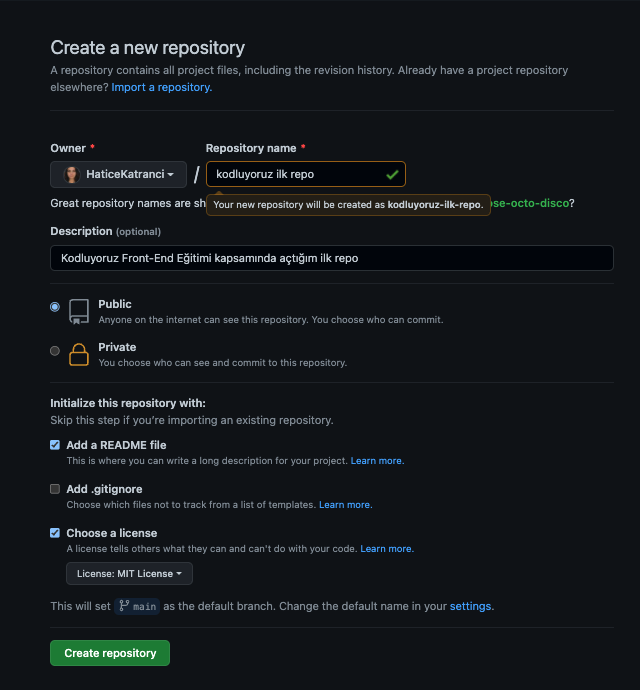 Create a new repository
A repository contains all project files, including the revision history. Already have a project repository
elsewhere? Import a repository.
Owner *
Repository name *
HaticeKatranci
/
kodluyoruz ilk repo
Great repository names are sh
se-octo-disco?
Your new repository will be created as kodluyoruz-ilk-repo.
Description (optional)
Kodluyoruz Front-End Eğitimi kapsamında açtığım ilk repo
Public
Anyone on the internet can see this repository. You choose who can commit.
Private
You choose who can see and commit to this repository.
Initialize this repository with:
Skip this step if you're importing an existing repository.
Add a README file
This is where you can write a long description for your project. Learn more.
Add .gitignore
Choose which files not to track from a list of templates. Learn more.
Choose a license
A license tells others what they can and can't do with your code. Learn more.
License: MIT License
This will set main as the default branch. Change the default name in your settings.
Create repository